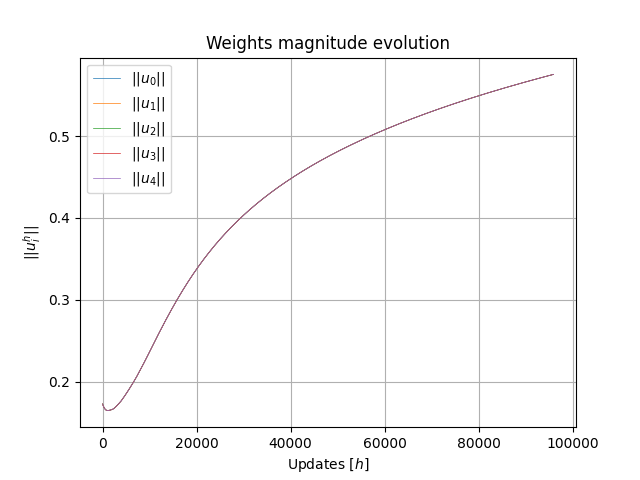 Weights magnitude evolution
||u₀||
||u₁||
||u₂||
||u₃||
||u₄||
0.5
0.4
0.3
0.2
||uᵢʰ||
0 20000 40000 60000 80000 100000
Updates [h]